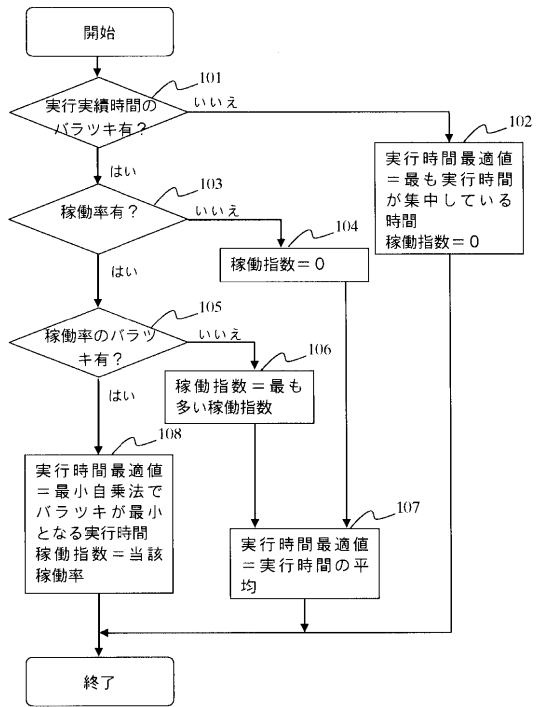 開始
101
実行実績時間の
バラツキ有？
いいえ
102
実行時間最適値
＝最も実行時間
が集中している
時間
稼働指数＝０
はい
103
稼働率有？
いいえ
104
稼働指数＝０
はい
105
稼働率のバラツ
キ有？
いいえ
106
稼働指数＝最も
多い稼働指数
はい
108
実行時間最適値
＝最小自乗法で
バラツキが最小
となる実行時間
稼働指数＝当該
稼働率
107
実行時間最適値
＝実行時間の平
均
終了